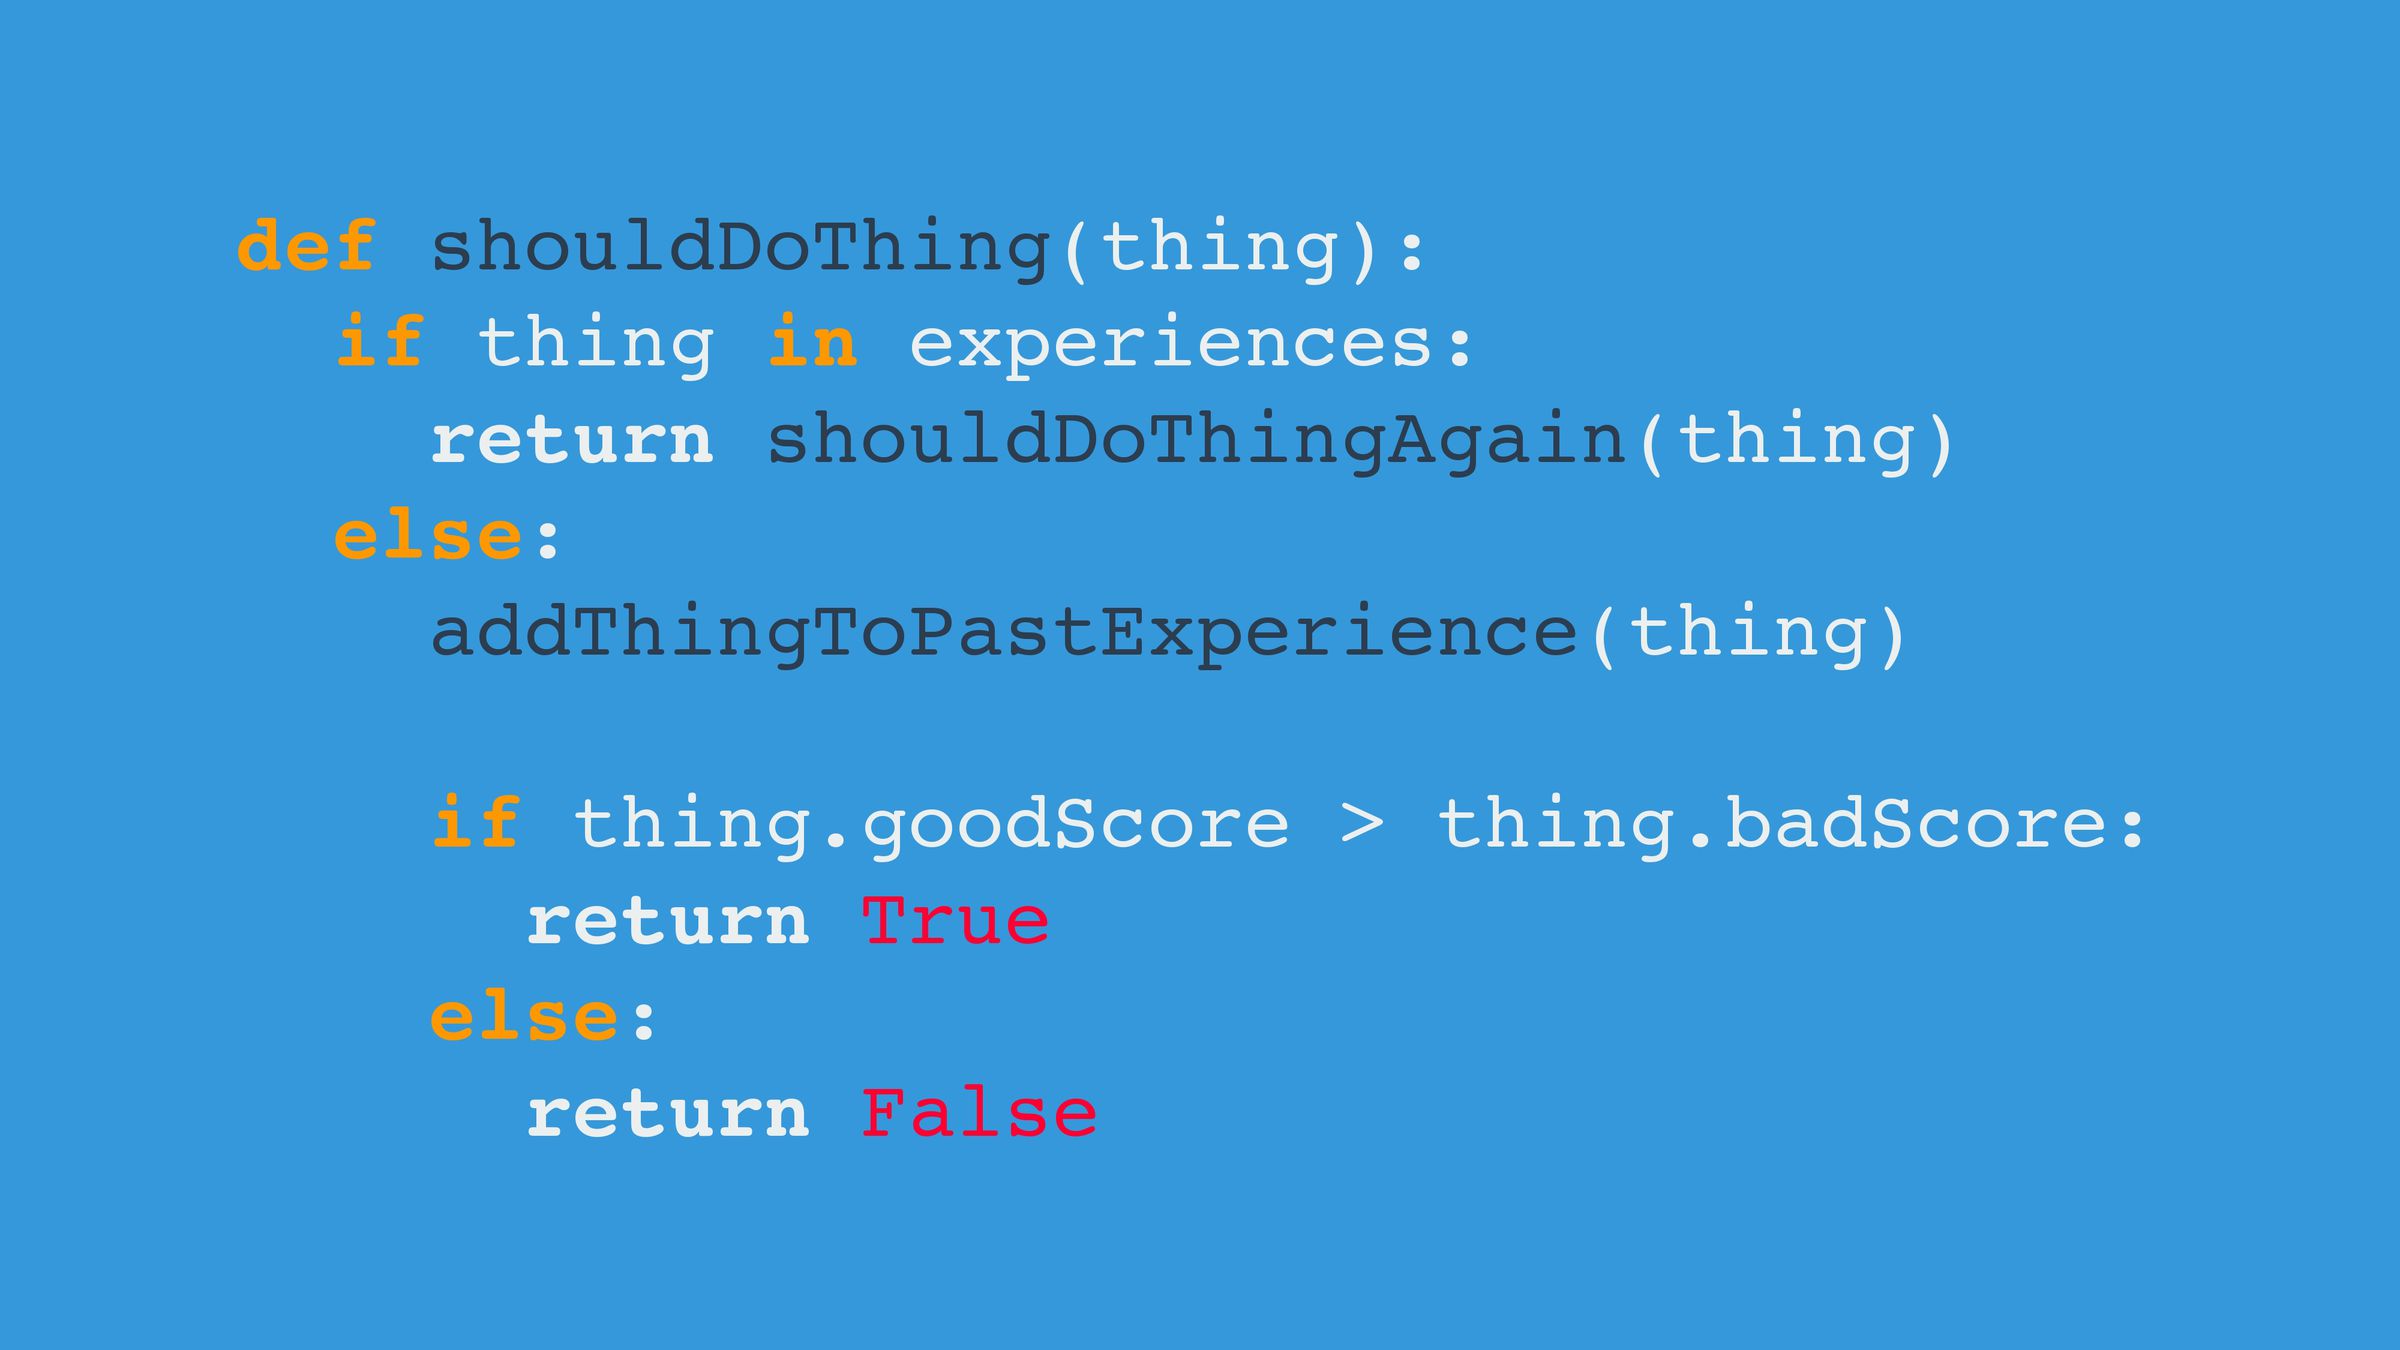 def shouldDoThing(thing):
  if thing in experiences:
    return shouldDoThingAgain(thing)
  else:
    addThingToPastExperience(thing)

    if thing.goodScore > thing.badScore:
      return True
    else:
      return False